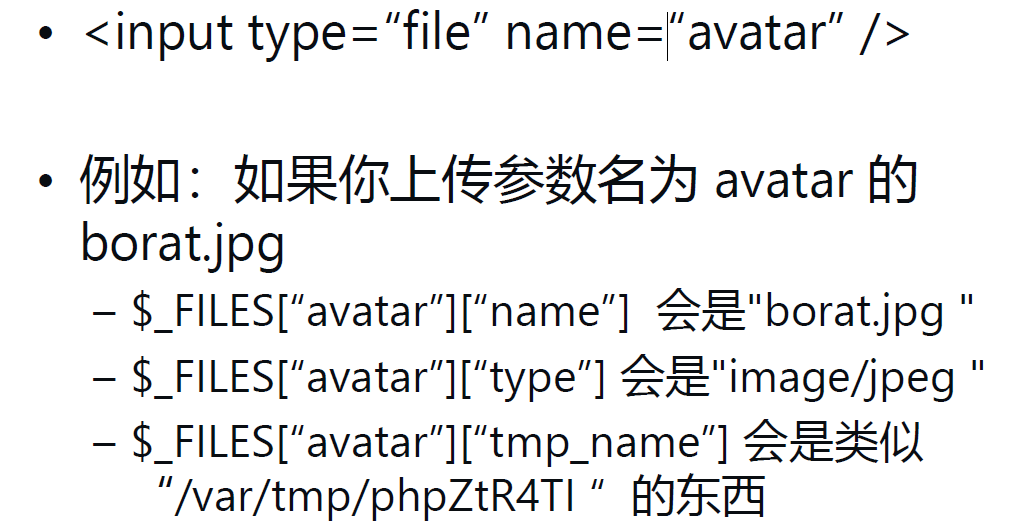 • <input type=“file” name=“avatar” />
• 例如：如果你上传参数名为 avatar 的
borat.jpg
– $_FILES[“avatar”][“name”]  会是"borat.jpg "
– $_FILES[“avatar”][“type”] 会是"image/jpeg "
– $_FILES[“avatar”][“tmp_name”] 会是类似
“/var/tmp/phpZtR4TI “  的东西